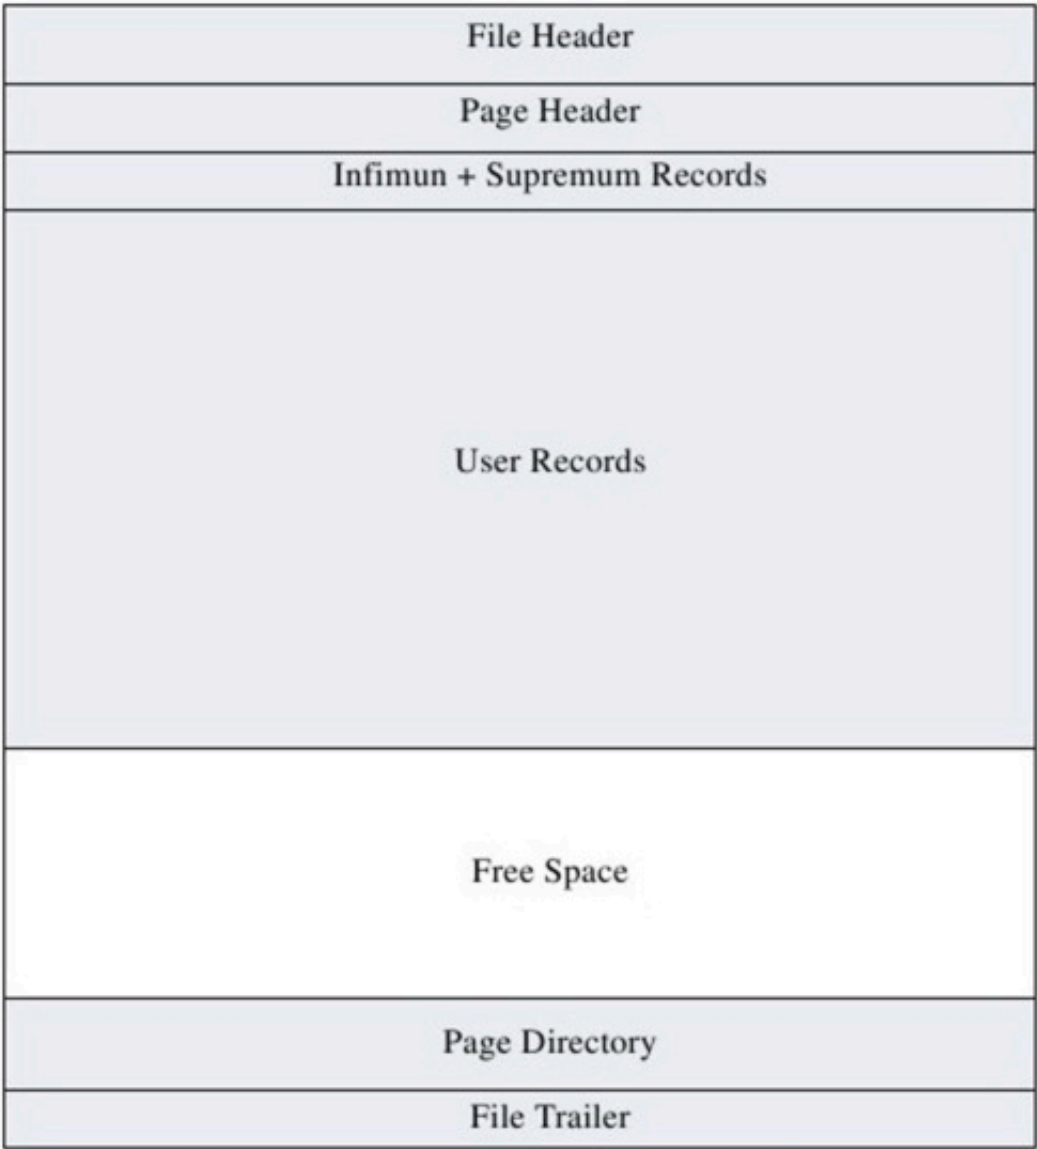 File Header
Page Header
Infimun + Supremum Records
User Records
Free Space
Page Directory
File Trailer